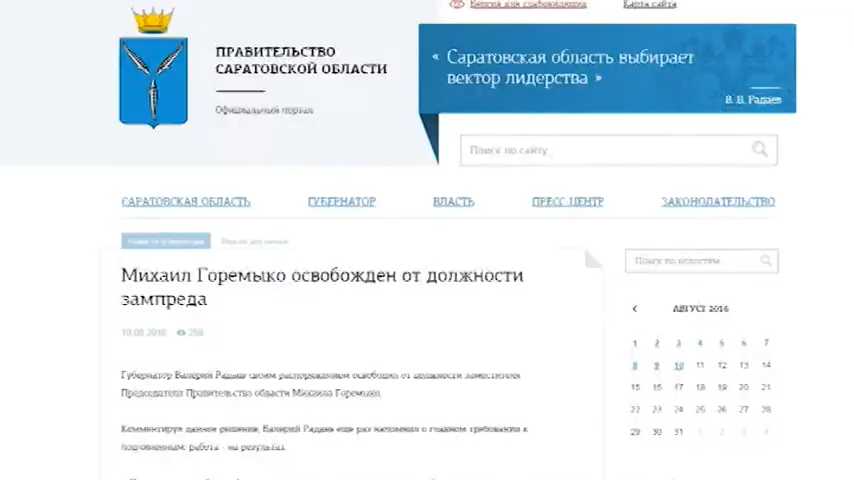 Версия для слабовидящих
Карта сайта
ПРАВИТЕЛЬСТВО
САРАТОВСКОЙ ОБЛАСТИ
Официальный портал
« Саратовская область выбирает
вектор лидерства »
В. В. Радаев
Поиск по сайту
САРАТОВСКАЯ ОБЛАСТЬ
ГУБЕРНАТОР
ВЛАСТЬ
ПРЕСС-ЦЕНТР
ЗАКОНОДАТЕЛЬСТВО
Поиск по новостям
Михаил Горемыко освобожден от должности
зампреда
10.08.2016 258
Губернатор Валерий Радаев своим распоряжением освободил от должности заместителя
Председателя Правительства области Михаила Горемыко.
Комментируя данное решение, Валерий Радаев еще раз напомнил о главном требовании к
подчиненным: работа - на результат.
АВГУСТ 2016
1 2 3 4 5 6 7
8 9 10 11 12 13 14
15 16 17 18 19 20 21
22 23 24 25 26 27 28
29 30 31 1 2 3 4